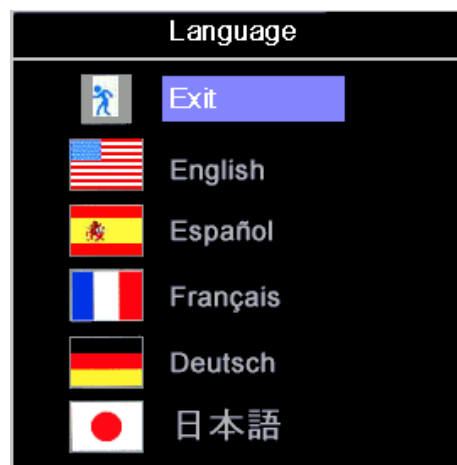 Language
Exit
English
Español
Français
Deutsch
日本語